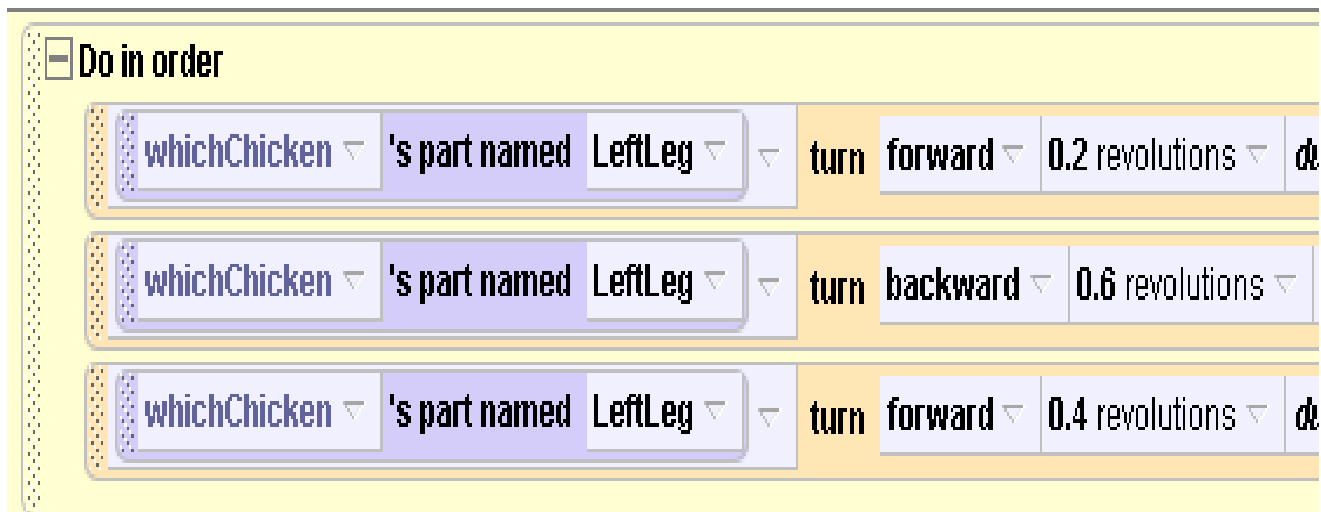 Do in order
whichChicken 's part named LeftLeg turn forward 0.2 revolutions
whichChicken 's part named LeftLeg turn backward 0.6 revolutions
whichChicken 's part named LeftLeg turn forward 0.4 revolutions